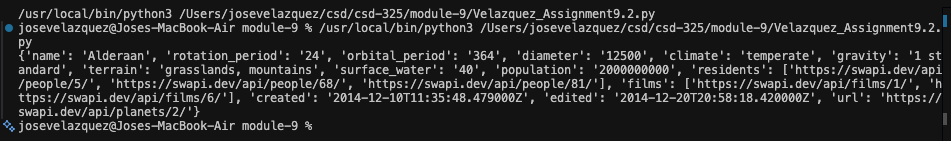 /usr/local/bin/python3 /Users/josevelazquez/csd/csd-325/module-9/Velazquez_Assignment9.2.py
josevelazquez@Joses-MacBook-Air module-9 % /usr/local/bin/python3 /Users/josevelazquez/csd/csd-325/module-9/Velazquez_Assignment9.2.
py
{'name': 'Alderaan', 'rotation_period': '24', 'orbital_period': '364', 'diameter': '12500', 'climate': 'temperate', 'gravity': '1 st
andard', 'terrain': 'grasslands, mountains', 'surface_water': '40', 'population': '2000000000', 'residents': ['https://swapi.dev/api
/people/5/', 'https://swapi.dev/api/people/68/', 'https://swapi.dev/api/people/81/'], 'films': ['https://swapi.dev/api/films/1/', 'h
ttps://swapi.dev/api/films/6/'], 'created': '2014-12-10T11:35:48.479000Z', 'edited': '2014-12-20T20:58:18.420000Z', 'url': 'https://
swapi.dev/api/planets/2/'}
josevelazquez@Joses-MacBook-Air module-9 %